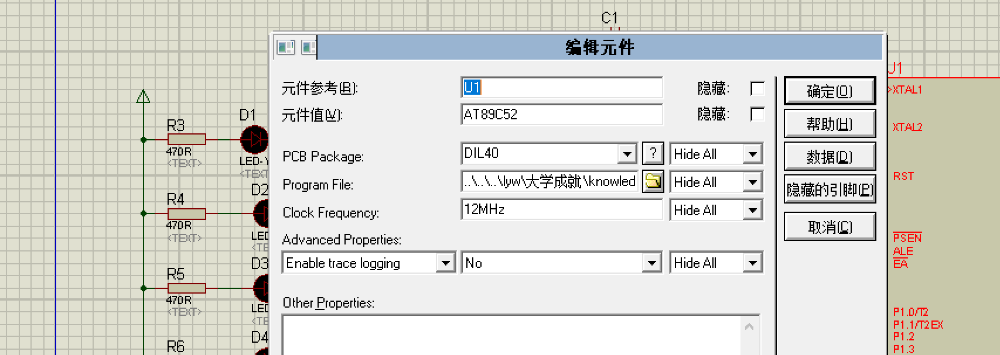 C1
编辑元件
元件参考(R): U1 隐藏:
元件值(V): AT89C52 隐藏:
PCB Package: DIL40 ? Hide All
Program File: ..\..\..\lyw\大学成就\knowled Hide All
Clock Frequency: 12MHz Hide All
Advanced Properties:
Enable trace logging No Hide All
Other Properties:
确定(O)
帮助(H)
数据(D)
隐藏的引脚(P)
取消(C)
R3
470R
<TEXT>
D1
LED-Y
<TEXT
R4
470R
<TEXT>
D2
LED
<TE
R5
470R
<TEXT>
D3
LED
<TE
R6
D4
U1
XTAL1
XTAL2
RST
PSEN
ALE
EA
P1.0/T2
P1.1/T2EX
P1.2
P1.3